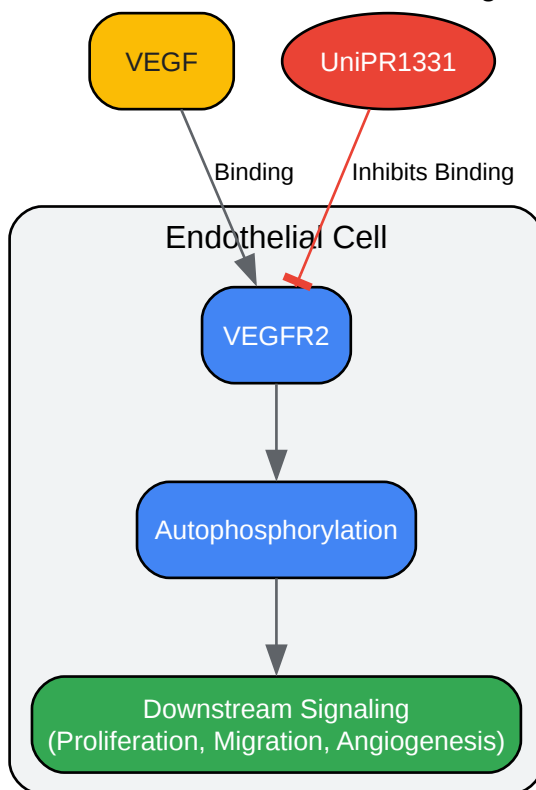 VEGF
UniPR1331
Binding
Inhibits Binding
Endothelial Cell
VEGFR2
Autophosphorylation
Downstream Signaling
(Proliferation, Migration, Angiogenesis)